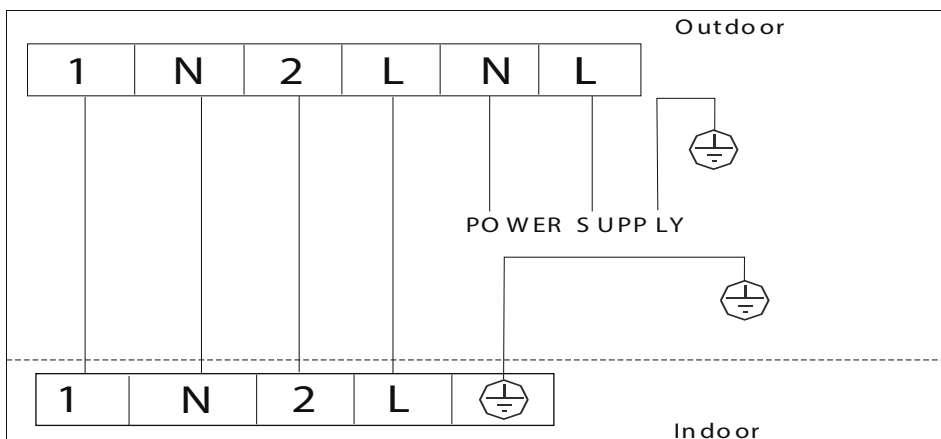 Outdoor
1 N 2 L N L
POWER SUPPLY
1 N 2 L
Indoor